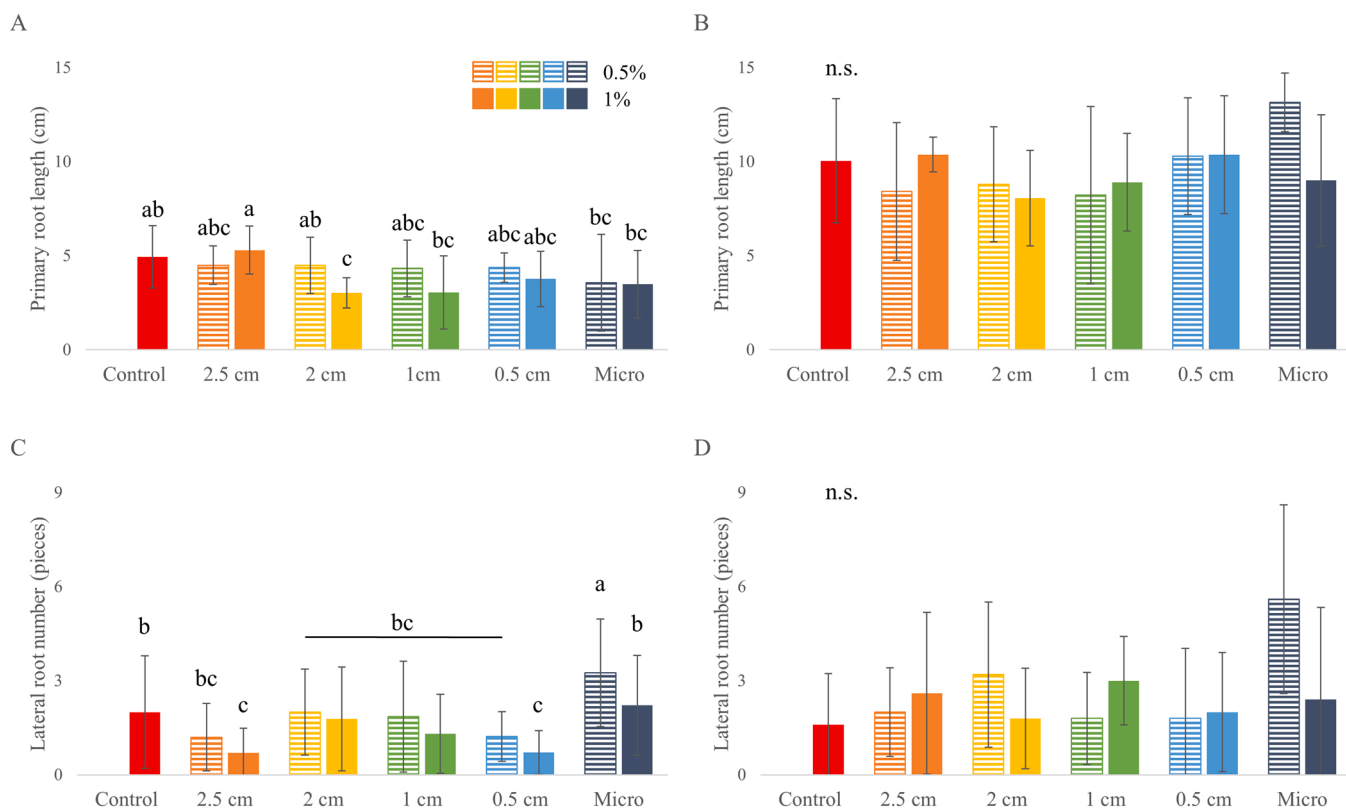 A
B
15
0.5%
1%
10
5
0
Primary root length (cm)
ab
abc
a
ab
c
abc
bc
abc
abc
bc
bc
Control
2.5 cm
2 cm
1cm
0.5 cm
Micro
15
10
5
0
Primary root length (cm)
n.s.
Control
2.5 cm
2 cm
1 cm
0.5 cm
Micro
C
D
9
6
3
0
Lateral root number (pieces)
b
bc
c
bc
c
a
b
Control
2.5 cm
2 cm
1 cm
0.5 cm
Micro
9
6
3
0
Lateral root number (pieces)
n.s.
Control
2.5 cm
2 cm
1 cm
0.5 cm
Micro